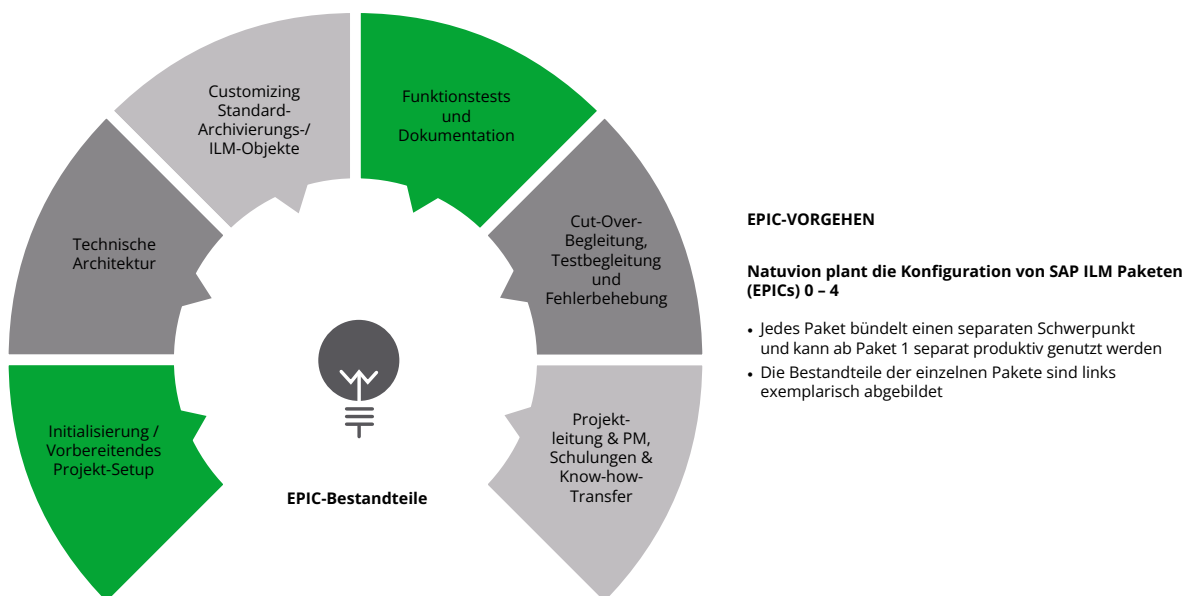 Customizing
Standard-
Archivierungs-/
ILM-Objekte
Funktionstests
und
Dokumentation
Technische
Architektur
Cut-Over-
Begleitung,
Testbegleitung
und
Fehlerbehebung
Initialisierung /
Vorbereitendes
Projekt-Setup
Projekt-
leitung & PM,
Schulungen &
Know-how-
Transfer
EPIC-Bestandteile
EPIC-VORGEHEN
Natuvion plant die Konfiguration von SAP ILM Paketen
(EPICs) 0 – 4
• Jedes Paket bündelt einen separaten Schwerpunkt
und kann ab Paket 1 separat produktiv genutzt werden
• Die Bestandteile der einzelnen Pakete sind links
exemplarisch abgebildet